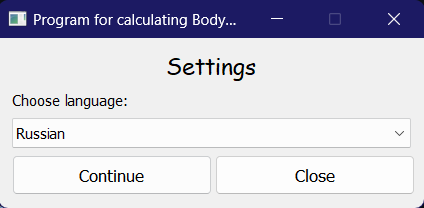 Program for calculating Body...
Settings
Choose language:
Russian
Continue
Close